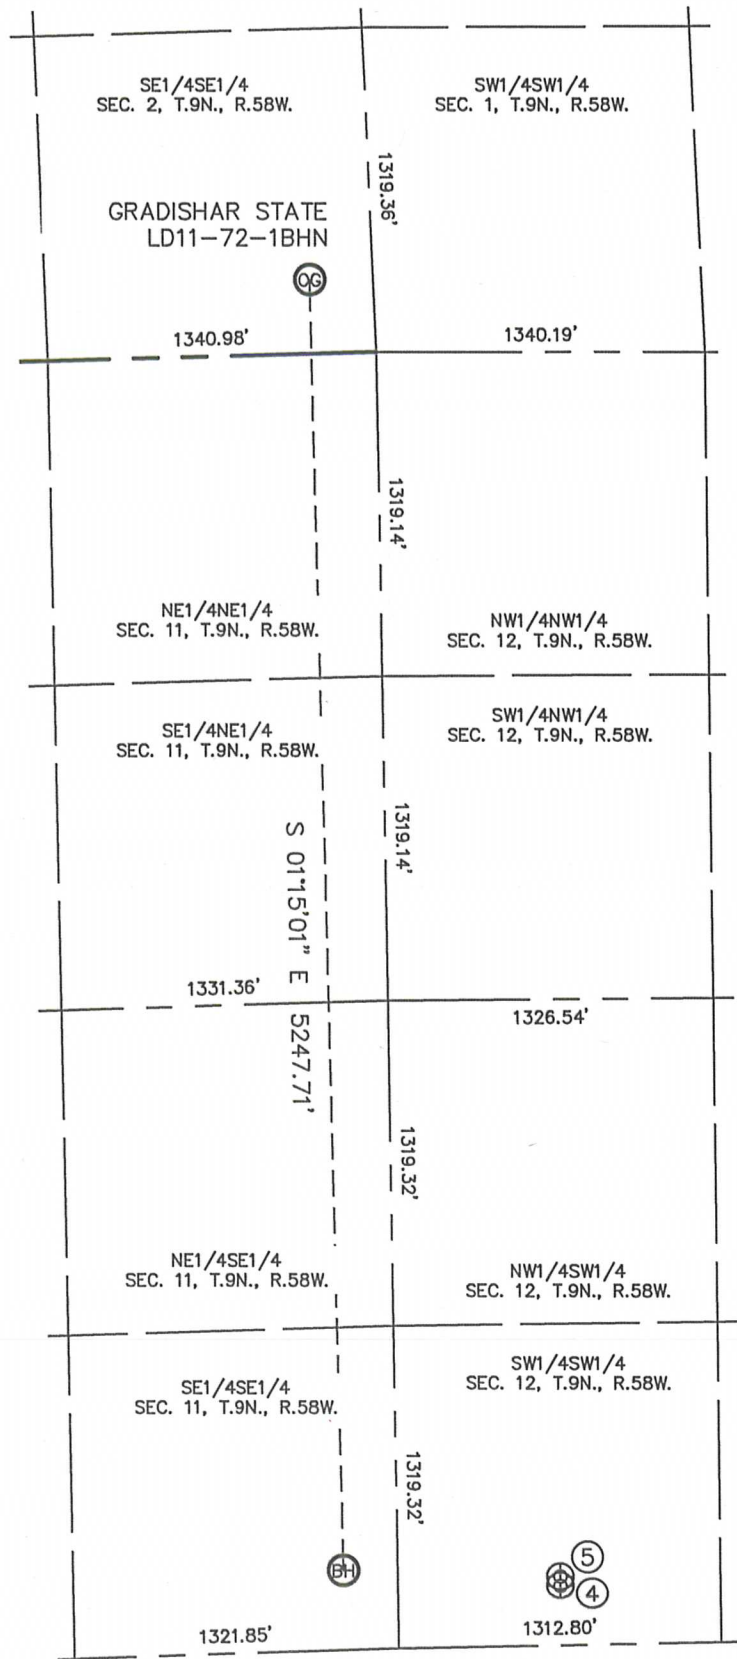 SE1/4SE1/4
SEC. 2, T.9N., R.58W.
SW1/4SW1/4
SEC. 1, T.9N., R.58W.
1319.36'
GRADISHAR STATE
LD11-72-1BHN
OG
1340.98'
1340.19'
1319.14'
NE1/4NE1/4
SEC. 11, T.9N., R.58W.
NW1/4NW1/4
SEC. 12, T.9N., R.58W.
SE1/4NE1/4
SEC. 11, T.9N., R.58W.
SW1/4NW1/4
SEC. 12, T.9N., R.58W.
1319.14'
S 01°15'01" E 5247.71'
1331.36'
1326.54'
1319.32'
NE1/4SE1/4
SEC. 11, T.9N., R.58W.
NW1/4SW1/4
SEC. 12, T.9N., R.58W.
SE1/4SE1/4
SEC. 11, T.9N., R.58W.
SW1/4SW1/4
SEC. 12, T.9N., R.58W.
1319.32'
BH
5
4
1321.85'
1312.80'